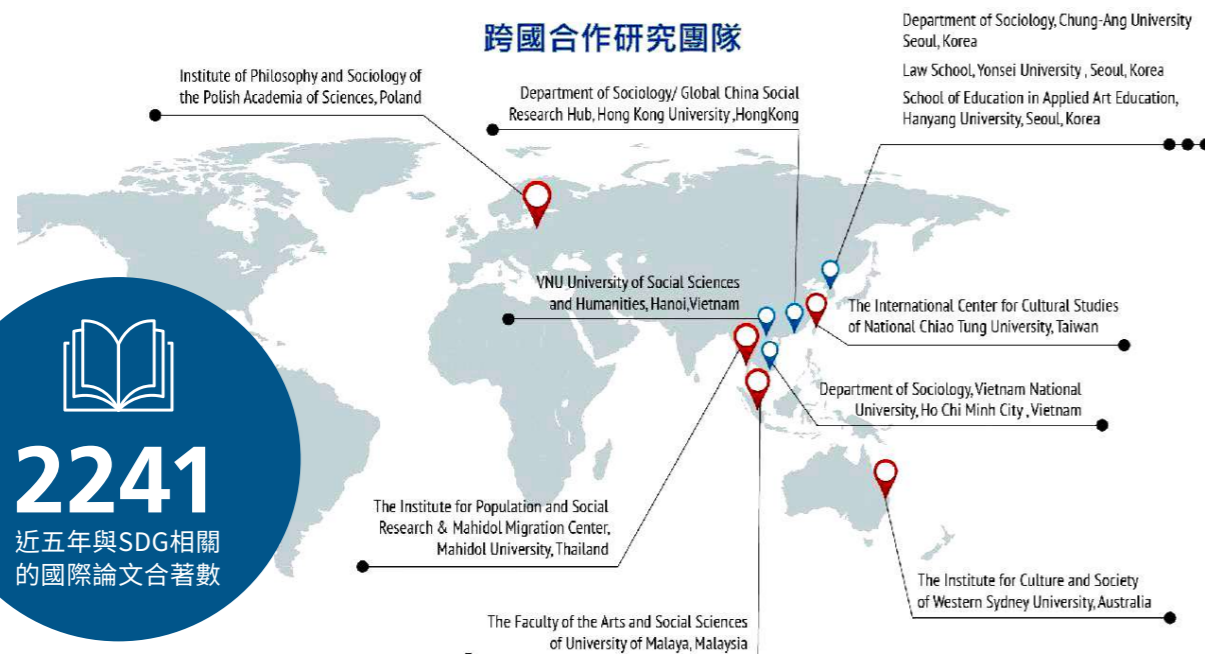 跨國合作研究團隊
Department of Sociology, Chung-Ang University
Seoul, Korea
Law School, Yonsei University , Seoul, Korea
School of Education in Applied Art Education,
Hanyang University, Seoul, Korea
Institute of Philosophy and Sociology of
the Polish Academia of Sciences, Poland
Department of Sociology/ Global China Social
Research Hub, Hong Kong University ,HongKong
VNU University of Social Sciences
and Humanities, Hanoi,Vietnam
The International Center for Cultural Studies
of National Chiao Tung University, Taiwan
Department of Sociology, Vietnam National
University, Ho Chi Minh City , Vietnam
2241
近五年與SDG相關
的國際論文合著數
The Institute for Population and Social
Research & Mahidol Migration Center,
Mahidol University, Thailand
The Institute for Culture and Society
of Western Sydney University, Australia
The Faculty of the Arts and Social Sciences
of University of Malaya, Malaysia